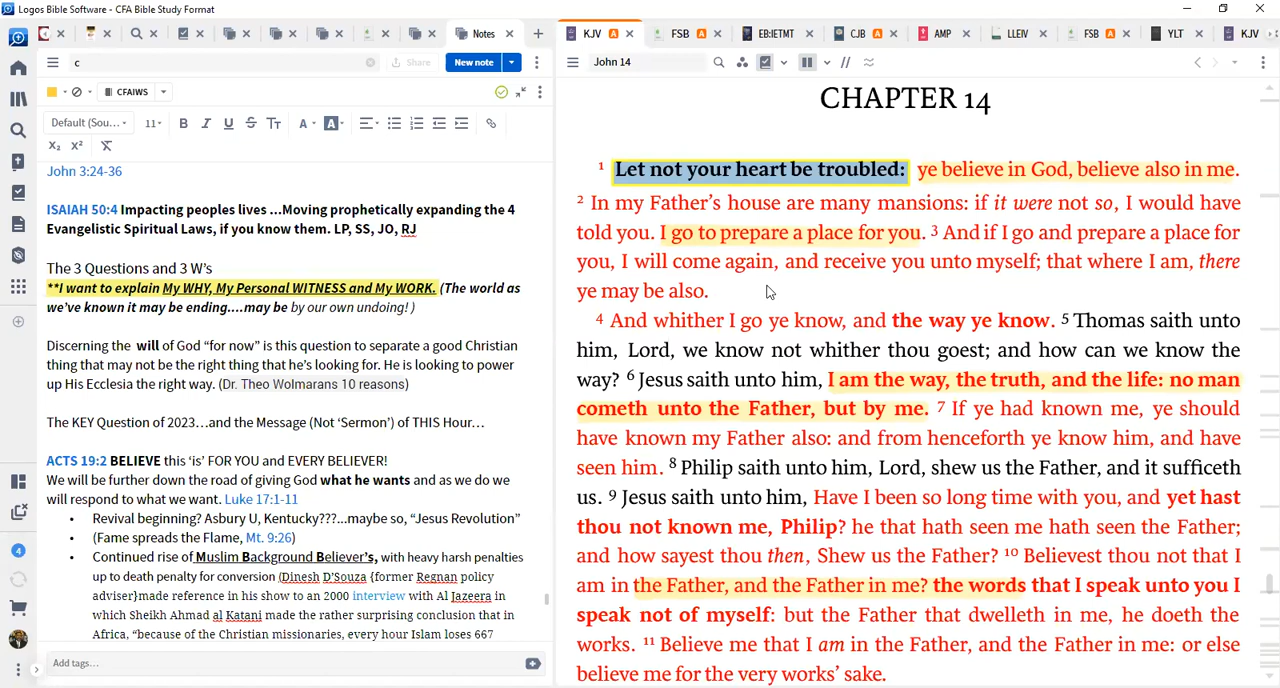 Logos Bible Software - CFA Bible Study Format
Notes
KJV A
FSB A
EB:IETMT
CJB A
AMP
LLEIV
FSB A
YLT
KJV
c
Share
New note
John 14
CFAIWS
Default (Sou...
11
B I U S TT A A
X₂ X²
John 3:24-36
ISAIAH 50:4 Impacting peoples lives ...Moving prophetically expanding the 4
Evangelistic Spiritual Laws, if you know them. LP, SS, JO, RJ
The 3 Questions and 3 W's
**I want to explain My WHY, My Personal WITNESS and My WORK. (The world as
we've known it may be ending....may be by our own undoing! )
Discerning the will of God "for now" is this question to separate a good Christian
thing that may not be the right thing that he's looking for. He is looking to power
up His Ecclesia the right way. (Dr. Theo Wolmarans 10 reasons)
The KEY Question of 2023...and the Message (Not 'Sermon') of THIS Hour...
ACTS 19:2 BELIEVE this 'is' FOR YOU and EVERY BELIEVER!
We will be further down the road of giving God what he wants and as we do we
will respond to what we want. Luke 17:1-11
• Revival beginning? Asbury U, Kentucky???...maybe so, "Jesus Revolution"
• (Fame spreads the Flame, Mt. 9:26)
• Continued rise of Muslim Background Believer's, with heavy harsh penalties
up to death penalty for conversion (Dinesh D'Souza {former Regnan policy
adviser}made reference in his show to an 2000 interview with Al Jazeera in
which Sheikh Ahmad al Katani made the rather surprising conclusion that in
Africa, "because of the Christian missionaries, every hour Islam loses 667
Add tags...
4
CHAPTER 14
1 Let not your heart be troubled: ye believe in God, believe also in me.
2 In my Father's house are many mansions: if it were not so, I would have
told you. I go to prepare a place for you. 3 And if I go and prepare a place for
you, I will come again, and receive you unto myself; that where I am, there
ye may be also.
4 And whither I go ye know, and the way ye know. 5 Thomas saith unto
him, Lord, we know not whither thou goest; and how can we know the
way? 6 Jesus saith unto him, I am the way, the truth, and the life: no man
cometh unto the Father, but by me. 7 If ye had known me, ye should
have known my Father also: and from henceforth ye know him, and have
seen him. 8 Philip saith unto him, Lord, shew us the Father, and it sufficeth
us. 9 Jesus saith unto him, Have I been so long time with you, and yet hast
thou not known me, Philip? he that hath seen me hath seen the Father;
and how sayest thou then, Shew us the Father? 10 Believest thou not that I
am in the Father, and the Father in me? the words that I speak unto you I
speak not of myself: but the Father that dwelleth in me, he doeth the
works. 11 Believe me that I am in the Father, and the Father in me: or else
believe me for the very works' sake.